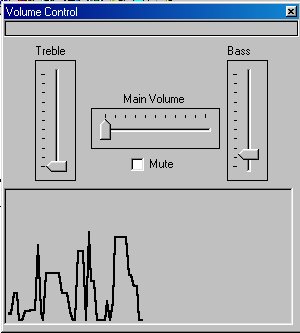 Volume Control
Treble
Bass
Main Volume
Mute